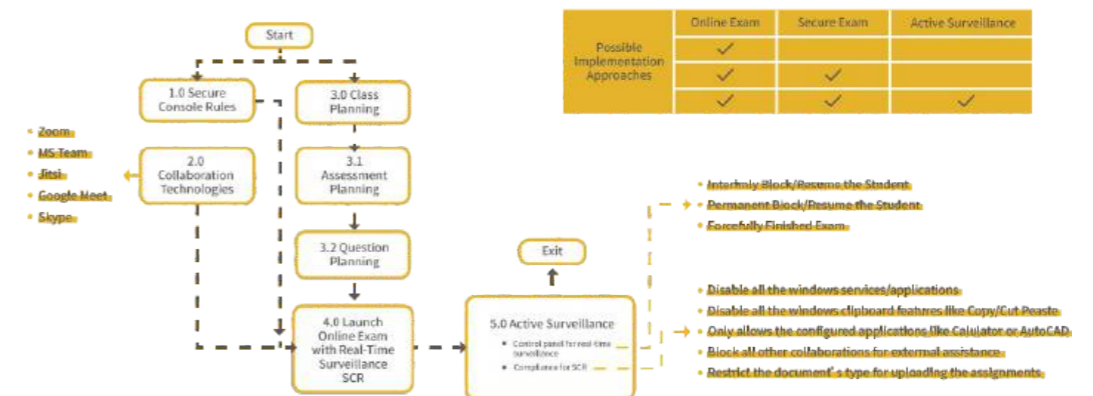 Start
1.0 Secure
Console Rules
3.0 Class
Planning
Zoom
MS Team
Jitsi
Google Meet
Skype
2.0
Collaboration
Technologies
3.1
Assessment
Planning
3.2 Question
Planning
4.0 Launch
Online Exam
with Real-Time
Surveillance
SCR
Exit
5.0 Active Surveillance
Control panel for real-time
surveillance
Compliance for SCR
Online Exam
Secure Exam
Active Surveillance
Possible
Implementation
Approaches
✓
✓ ✓
✓ ✓ ✓
Interimly Block/Resume the Student
Permanent Block/Resume the Student
Forcefully Finished Exam
Disable all the windows services/applications
Disable all the windows clipboard features like Copy/Cut Peaste
Only allows the configured applications like Calulator or AutoCAD
Block all other collaborations for external assistance
Restrict the document's type for uploading the assignments